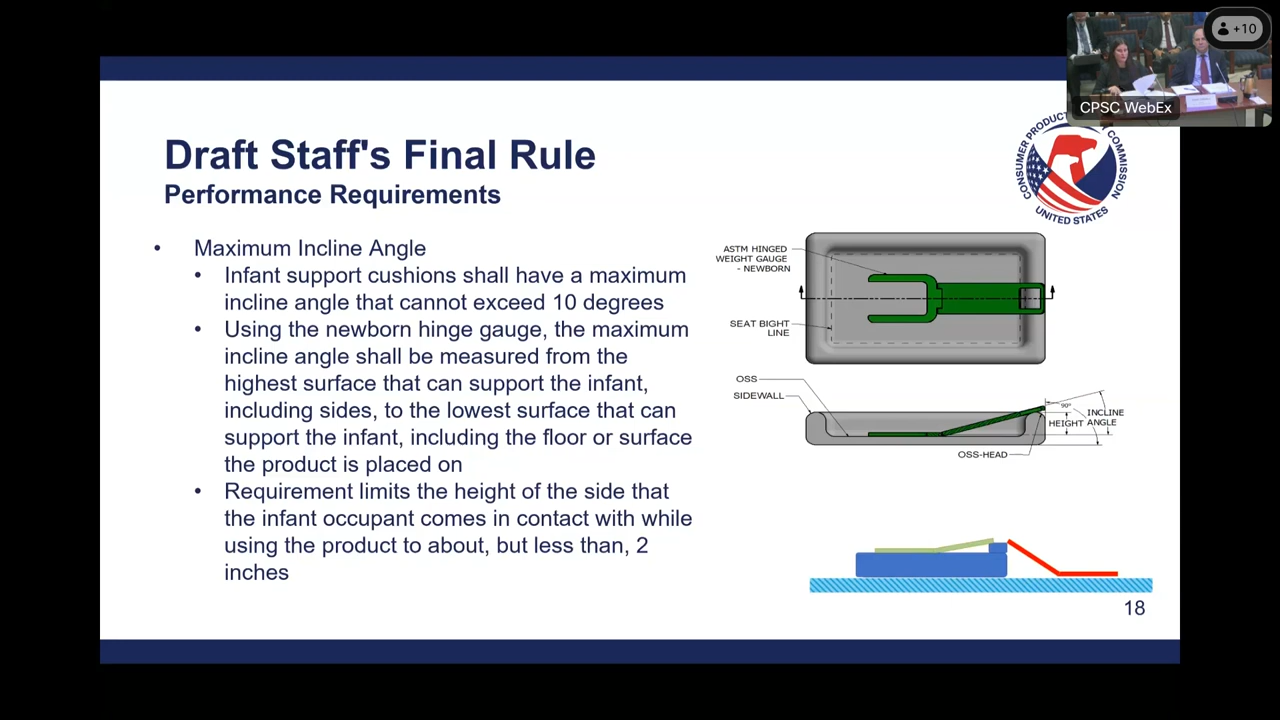 +10
CPSC WebEx
Draft Staff's Final Rule
Performance Requirements
• Maximum Incline Angle
• Infant support cushions shall have a maximum
incline angle that cannot exceed 10 degrees
• Using the newborn hinge gauge, the maximum
incline angle shall be measured from the
highest surface that can support the infant,
including sides, to the lowest surface that can
support the infant, including the floor or surface
the product is placed on
• Requirement limits the height of the side that
the infant occupant comes in contact with while
using the product to about, but less than, 2
inches
CONSUMER PRODUCT COMMISSION
UNITED STATES
ASTM HINGED
WEIGHT GAUGE
- NEWBORN
SEAT BIGHT
LINE
OSS
SIDEWALL
90°
INCLINE
HEIGHT ANGLE
OSS-HEAD
18